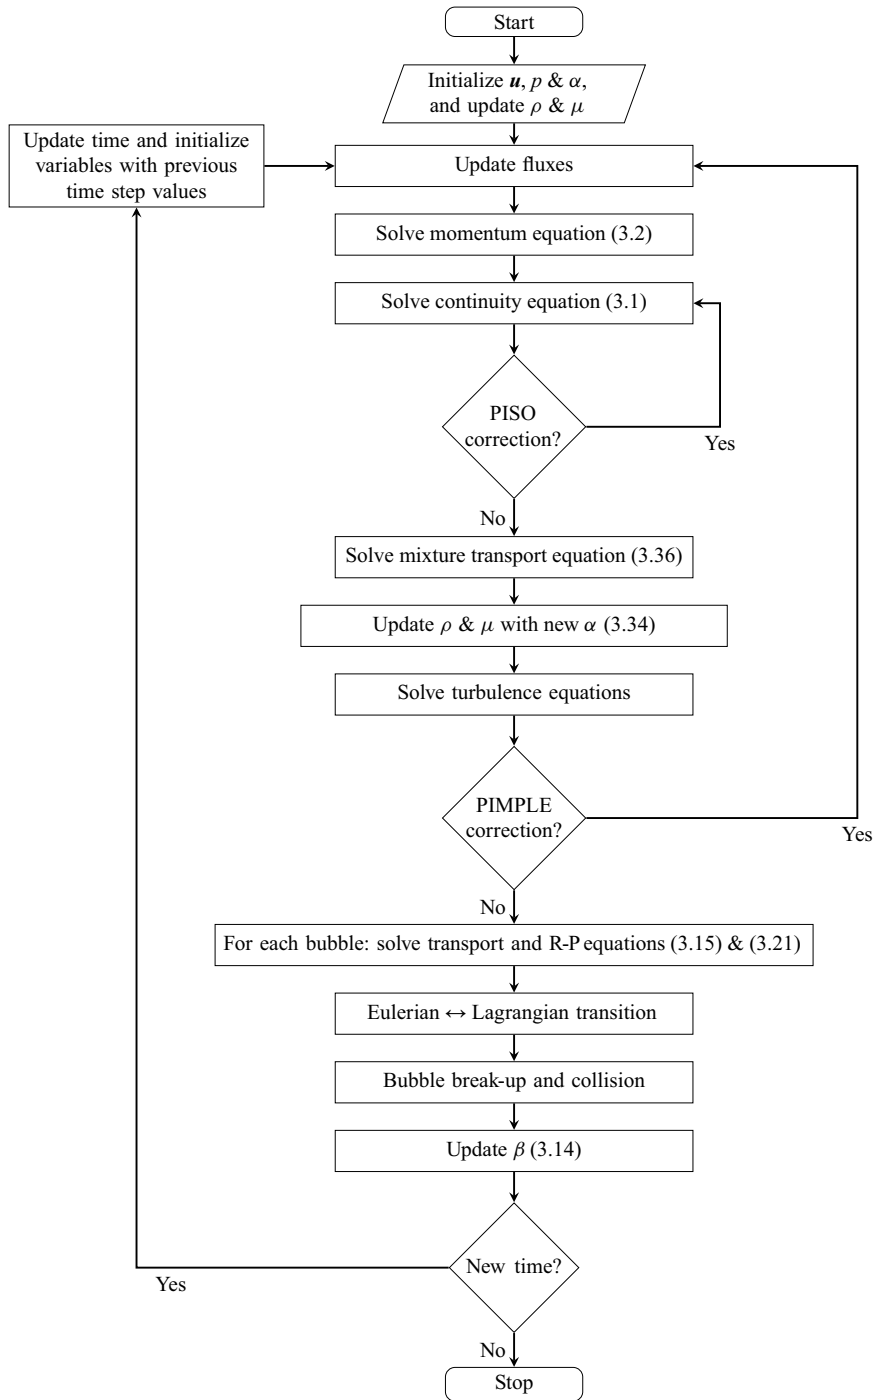 Start
Initialize u, p & α,
and update ρ & μ
Update time and initialize
variables with previous
time step values
Update fluxes
Solve momentum equation (3.2)
Solve continuity equation (3.1)
PISO
correction?
Yes
No
Solve mixture transport equation (3.36)
Update ρ & μ with new α (3.34)
Solve turbulence equations
PIMPLE
correction?
Yes
No
For each bubble: solve transport and R-P equations (3.15) & (3.21)
Eulerian ↔ Lagrangian transition
Bubble break-up and collision
Update β (3.14)
New time?
Yes
No
Stop